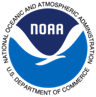 NATIONAL OCEANIC AND ATMOSPHERIC ADMINISTRATION
NOAA
U.S. DEPARTMENT OF COMMERCE